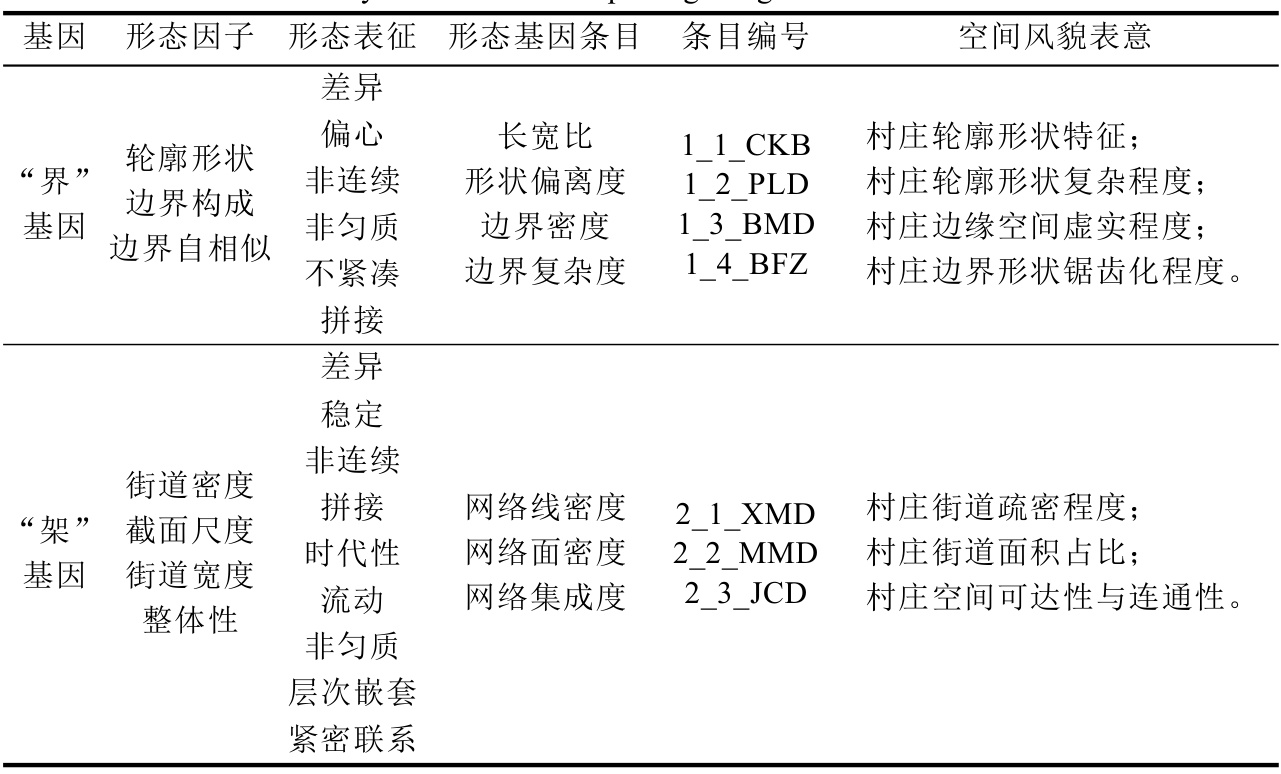 基因 形态因子 形态表征 形态基因条目 条目编号 空间风貌表意
“界”
基因
轮廓形状
边界构成
边界自相似
差异
偏心
非连续
非匀质
不紧凑
拼接
长宽比
形状偏离度
边界密度
边界复杂度
1_1_CKB
1_2_PLD
1_3_BMD
1_4_BFZ
村庄轮廓形状特征；
村庄轮廓形状复杂程度；
村庄边缘空间虚实程度；
村庄边界形状锯齿化程度。
“架”
基因
街道密度
截面尺度
街道宽度
整体性
差异
稳定
非连续
拼接
时代性
流动
非匀质
层次嵌套
紧密联系
网络线密度
网络面密度
网络集成度
2_1_XMD
2_2_MMD
2_3_JCD
村庄街道疏密程度；
村庄街道面积占比；
村庄空间可达性与连通性。